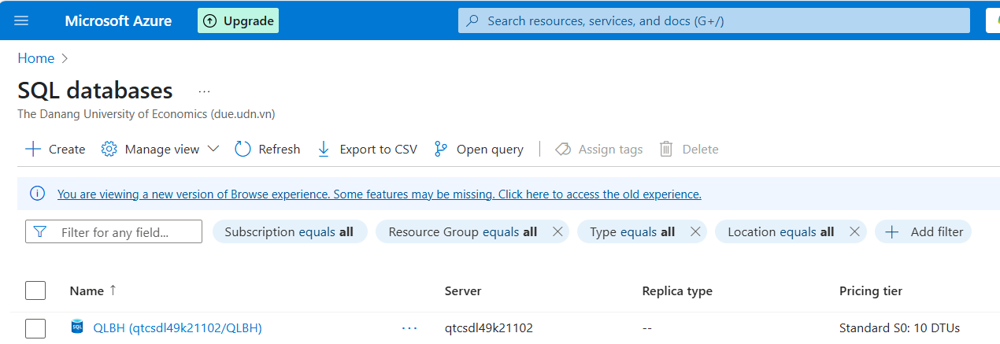 Microsoft Azure Upgrade Search resources, services, and docs (G+/)
Home >
SQL databases ...
The Danang University of Economics (due.udn.vn)
Create Manage view Refresh Export to CSV Open query Assign tags Delete
You are viewing a new version of Browse experience. Some features may be missing. Click here to access the old experience.
Filter for any field... Subscription equals all Resource Group equals all Type equals all Location equals all Add filter
Name ↑ Server Replica type Pricing tier
SQL QLBH (qtcsdl49k21102/QLBH) ... qtcsdl49k21102 -- Standard S0: 10 DTUs